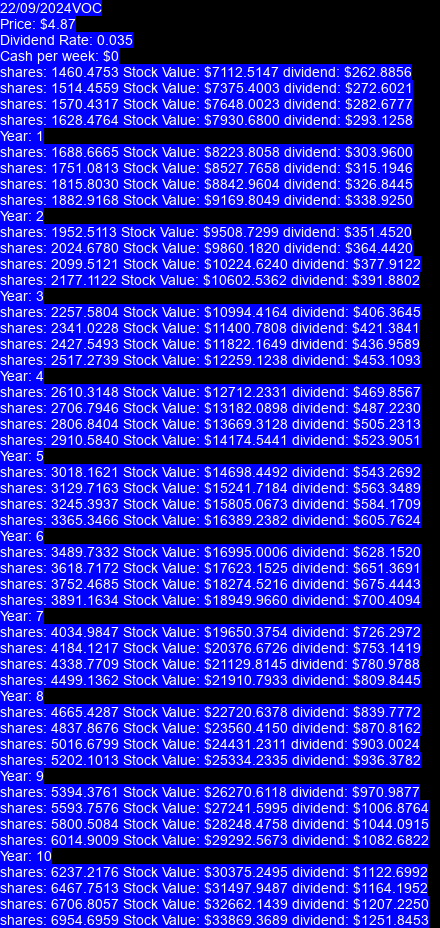 22/09/2024VOC
Price: $4.87
Dividend Rate: 0.035
Cash per week: $0
shares: 1460.4753 Stock Value: $7112.5147 dividend: $262.8856
shares: 1514.4559 Stock Value: $7375.4003 dividend: $272.6021
shares: 1570.4317 Stock Value: $7648.0023 dividend: $282.6777
shares: 1628.4764 Stock Value: $7930.6800 dividend: $293.1258
Year: 1
shares: 1688.6665 Stock Value: $8223.8058 dividend: $303.9600
shares: 1751.0813 Stock Value: $8527.7658 dividend: $315.1946
shares: 1815.8030 Stock Value: $8842.9604 dividend: $326.8445
shares: 1882.9168 Stock Value: $9169.8049 dividend: $338.9250
Year: 2
shares: 1952.5113 Stock Value: $9508.7299 dividend: $351.4520
shares: 2024.6780 Stock Value: $9860.1820 dividend: $364.4420
shares: 2099.5121 Stock Value: $10224.6240 dividend: $377.9122
shares: 2177.1122 Stock Value: $10602.5362 dividend: $391.8802
Year: 3
shares: 2257.5804 Stock Value: $10994.4164 dividend: $406.3645
shares: 2341.0228 Stock Value: $11400.7808 dividend: $421.3841
shares: 2427.5493 Stock Value: $11822.1649 dividend: $436.9589
shares: 2517.2739 Stock Value: $12259.1238 dividend: $453.1093
Year: 4
shares: 2610.3148 Stock Value: $12712.2331 dividend: $469.8567
shares: 2706.7946 Stock Value: $13182.0898 dividend: $487.2230
shares: 2806.8404 Stock Value: $13669.3128 dividend: $505.2313
shares: 2910.5840 Stock Value: $14174.5441 dividend: $523.9051
Year: 5
shares: 3018.1621 Stock Value: $14698.4492 dividend: $543.2692
shares: 3129.7163 Stock Value: $15241.7184 dividend: $563.3489
shares: 3245.3937 Stock Value: $15805.0673 dividend: $584.1709
shares: 3365.3466 Stock Value: $16389.2382 dividend: $605.7624
Year: 6
shares: 3489.7332 Stock Value: $16995.0006 dividend: $628.1520
shares: 3618.7172 Stock Value: $17623.1525 dividend: $651.3691
shares: 3752.4685 Stock Value: $18274.5216 dividend: $675.4443
shares: 3891.1634 Stock Value: $18949.9660 dividend: $700.4094
Year: 7
shares: 4034.9847 Stock Value: $19650.3754 dividend: $726.2972
shares: 4184.1217 Stock Value: $20376.6726 dividend: $753.1419
shares: 4338.7709 Stock Value: $21129.8145 dividend: $780.9788
shares: 4499.1362 Stock Value: $21910.7933 dividend: $809.8445
Year: 8
shares: 4665.4287 Stock Value: $22720.6378 dividend: $839.7772
shares: 4837.8676 Stock Value: $23560.4150 dividend: $870.8162
shares: 5016.6799 Stock Value: $24431.2311 dividend: $903.0024
shares: 5202.1013 Stock Value: $25334.2335 dividend: $936.3782
Year: 9
shares: 5394.3761 Stock Value: $26270.6118 dividend: $970.9877
shares: 5593.7576 Stock Value: $27241.5995 dividend: $1006.8764
shares: 5800.5084 Stock Value: $28248.4758 dividend: $1044.0915
shares: 6014.9009 Stock Value: $29292.5673 dividend: $1082.6822
Year: 10
shares: 6237.2176 Stock Value: $30375.2495 dividend: $1122.6992
shares: 6467.7513 Stock Value: $31497.9487 dividend: $1164.1952
shares: 6706.8057 Stock Value: $32662.1439 dividend: $1207.2250
shares: 6954.6959 Stock Value: $33869.3689 dividend: $1251.8453